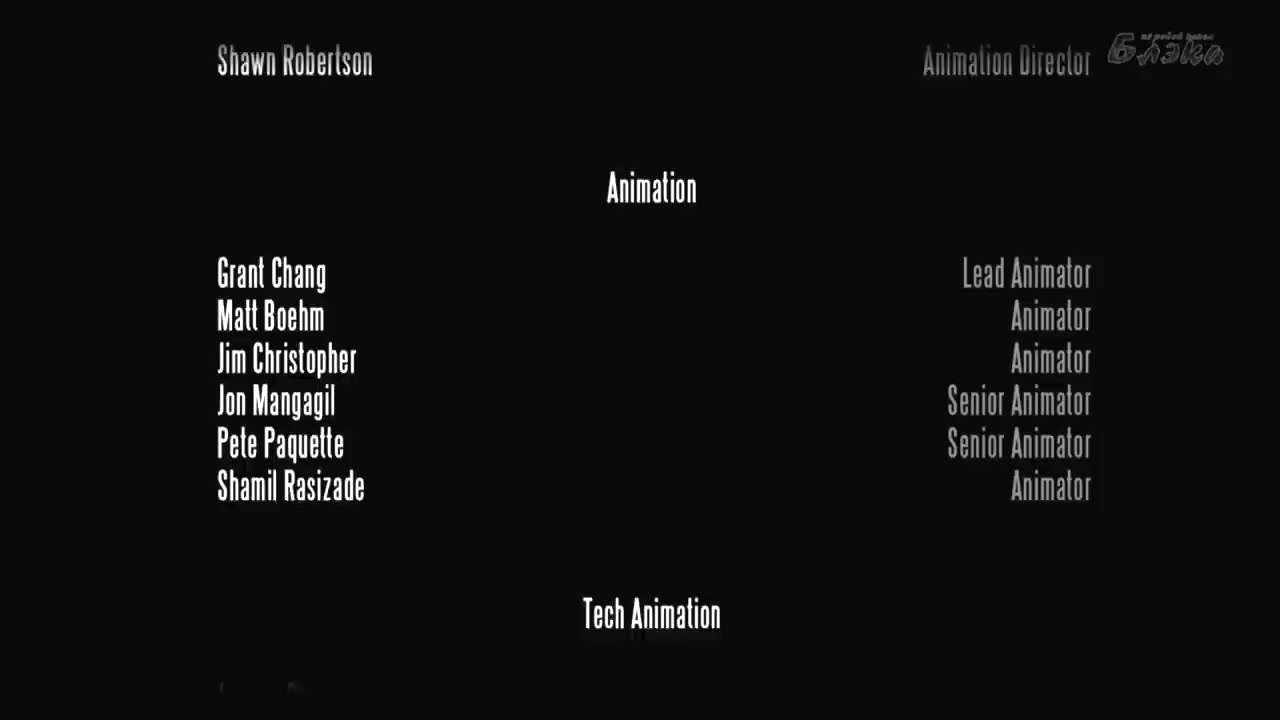 Shawn Robertson Animation Director
Блэка
Animation
Grant Chang Lead Animator
Matt Boehm Animator
Jim Christopher Animator
Jon Mangagil Senior Animator
Pete Paquette Senior Animator
Shamil Rasizade Animator
Tech Animation